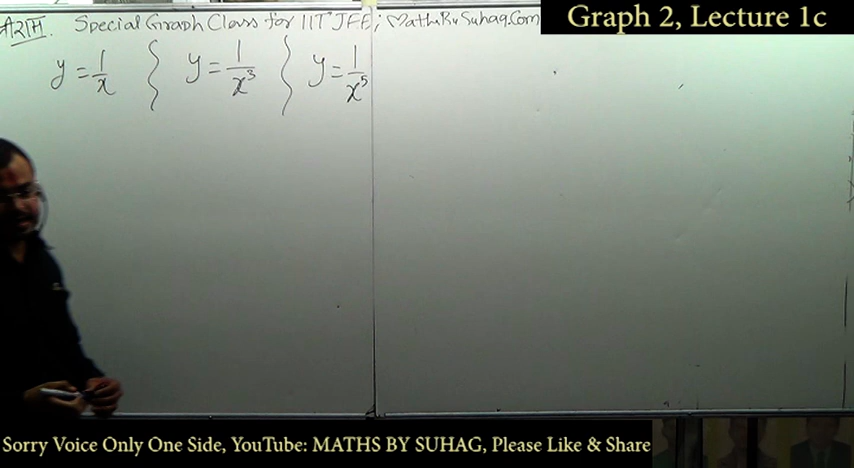 श्रीराम. Special Graph Class for IIT JEE; MathsBySuhag.Com
Graph 2, Lecture 1c
y = 1/x { y = 1/x³ { y = 1/x⁵
Sorry Voice Only One Side, YouTube: MATHS BY SUHAG, Please Like & Share